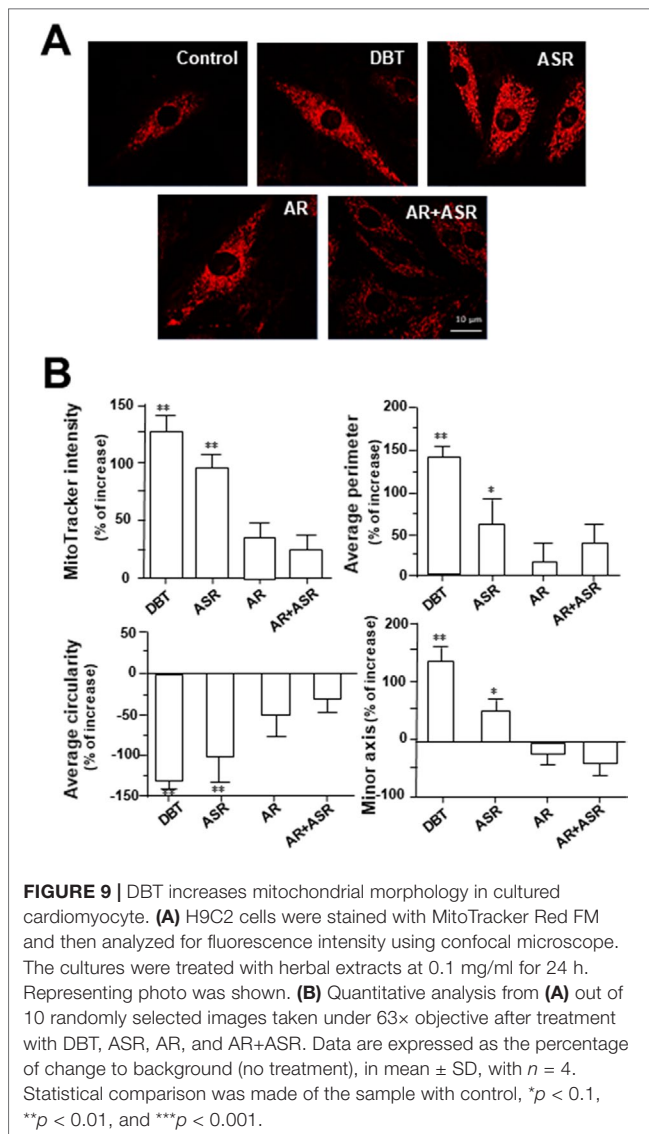 A
Control
DBT
ASR
AR
AR+ASR
10 µm
B
MitoTracker intensity
(% of increase)
150
100
50
0
**
**
DBT
ASR
AR
AR+ASR
Average perimeter
(% of increase)
200
150
100
50
0
**
*
DBT
ASR
AR
AR+ASR
Average circularity
(% of increase)
50
0
-50
-100
-150
**
**
DBT
ASR
AR
AR+ASR
Minor axis (% of increase)
200
100
0
-100
**
*
DBT
ASR
AR
AR+ASR
FIGURE 9 | DBT increases mitochondrial morphology in cultured
cardiomyocyte. (A) H9C2 cells were stained with MitoTracker Red FM
and then analyzed for fluorescence intensity using confocal microscope.
The cultures were treated with herbal extracts at 0.1 mg/ml for 24 h.
Representing photo was shown. (B) Quantitative analysis from (A) out of
10 randomly selected images taken under 63× objective after treatment
with DBT, ASR, AR, and AR+ASR. Data are expressed as the percentage
of change to background (no treatment), in mean ± SD, with n = 4.
Statistical comparison was made of the sample with control, *p < 0.1,
**p < 0.01, and ***p < 0.001.